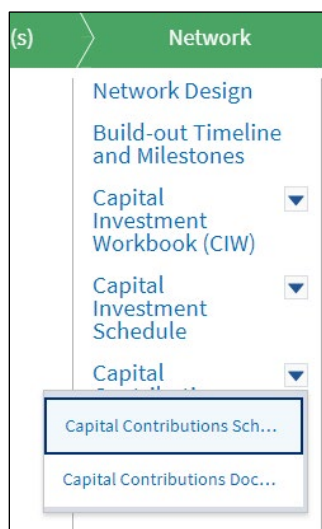 (s)
Network
Network Design
Build-out Timeline
and Milestones
Capital
Investment
Workbook (CIW)
Capital
Investment
Schedule
Capital
Capital Contributions Sch...
Capital Contributions Doc...